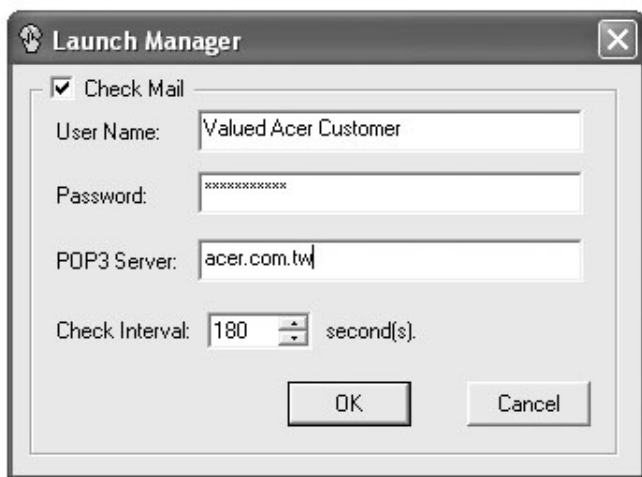 Launch Manager
Check Mail
User Name: Valued Acer Customer
Password: ***********
POP3 Server: acer.com.tw
Check Interval: 180 second(s).
OK Cancel